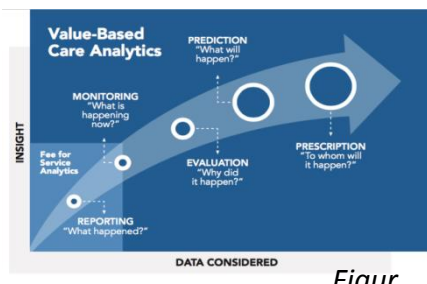 Value-Based
Care Analytics
PREDICTION
"What will
happen?"
MONITORING
"What is
happening
now?"
INSIGHT
Fee for
Service
Analytics
EVALUATION
"Why did
it happen?"
PRESCRIPTION
"To whom will
it happen?"
REPORTING
"What happened?"
DATA CONSIDERED
Figur